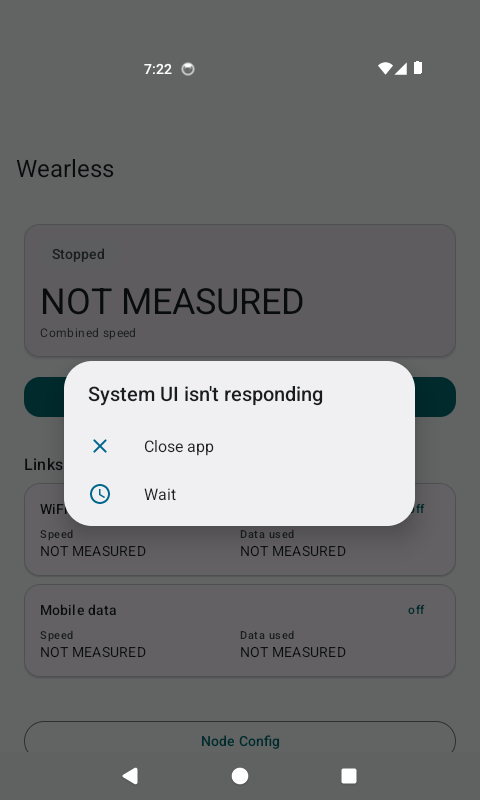 7:22
Wearless
Stopped
NOT MEASURED
Combined speed
System UI isn't responding
Close app
Wait
Links
off
Speed
Data used
NOT MEASURED
NOT MEASURED
Mobile data
off
Speed
Data used
NOT MEASURED
NOT MEASURED
Node Config